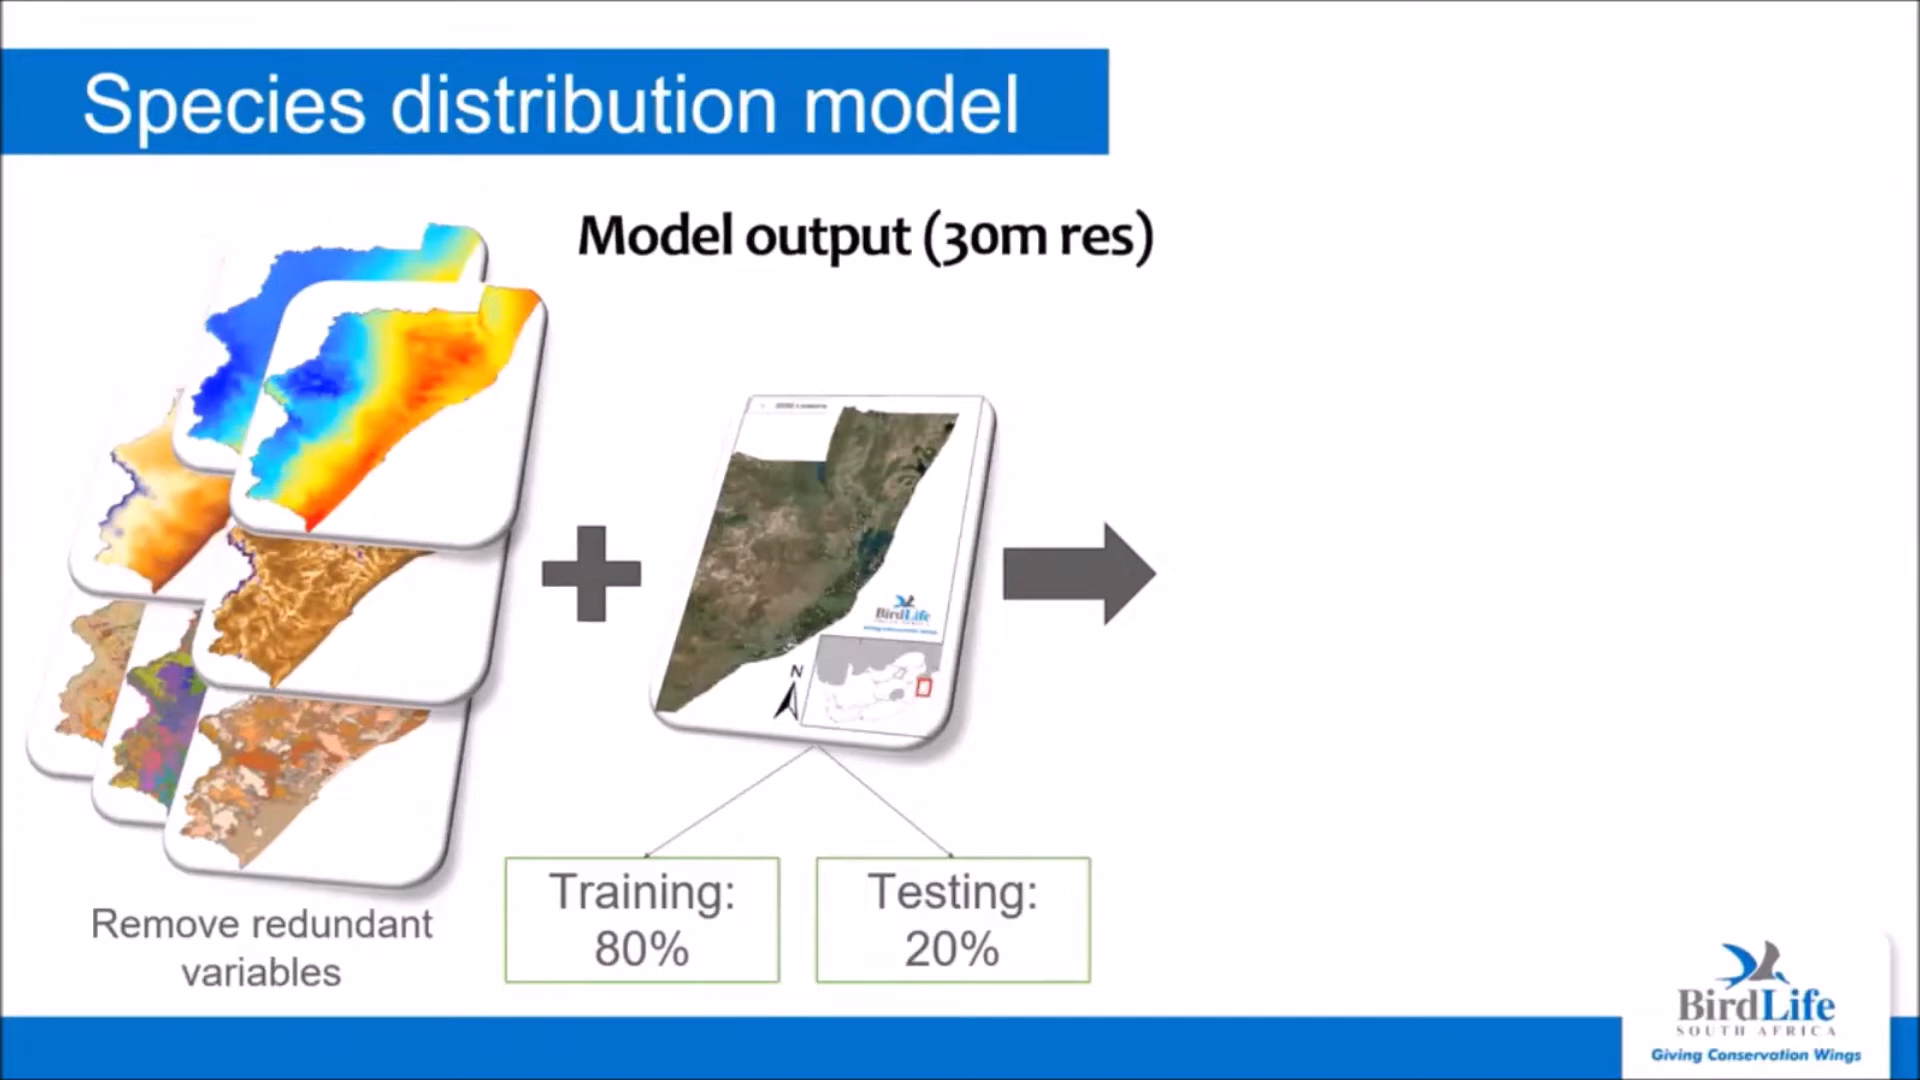 Species distribution model
Model output (30m res)
BirdLife
N
Remove redundant
variables
Training:
80%
Testing:
20%
BirdLife
SOUTH AFRICA
Giving Conservation Wings